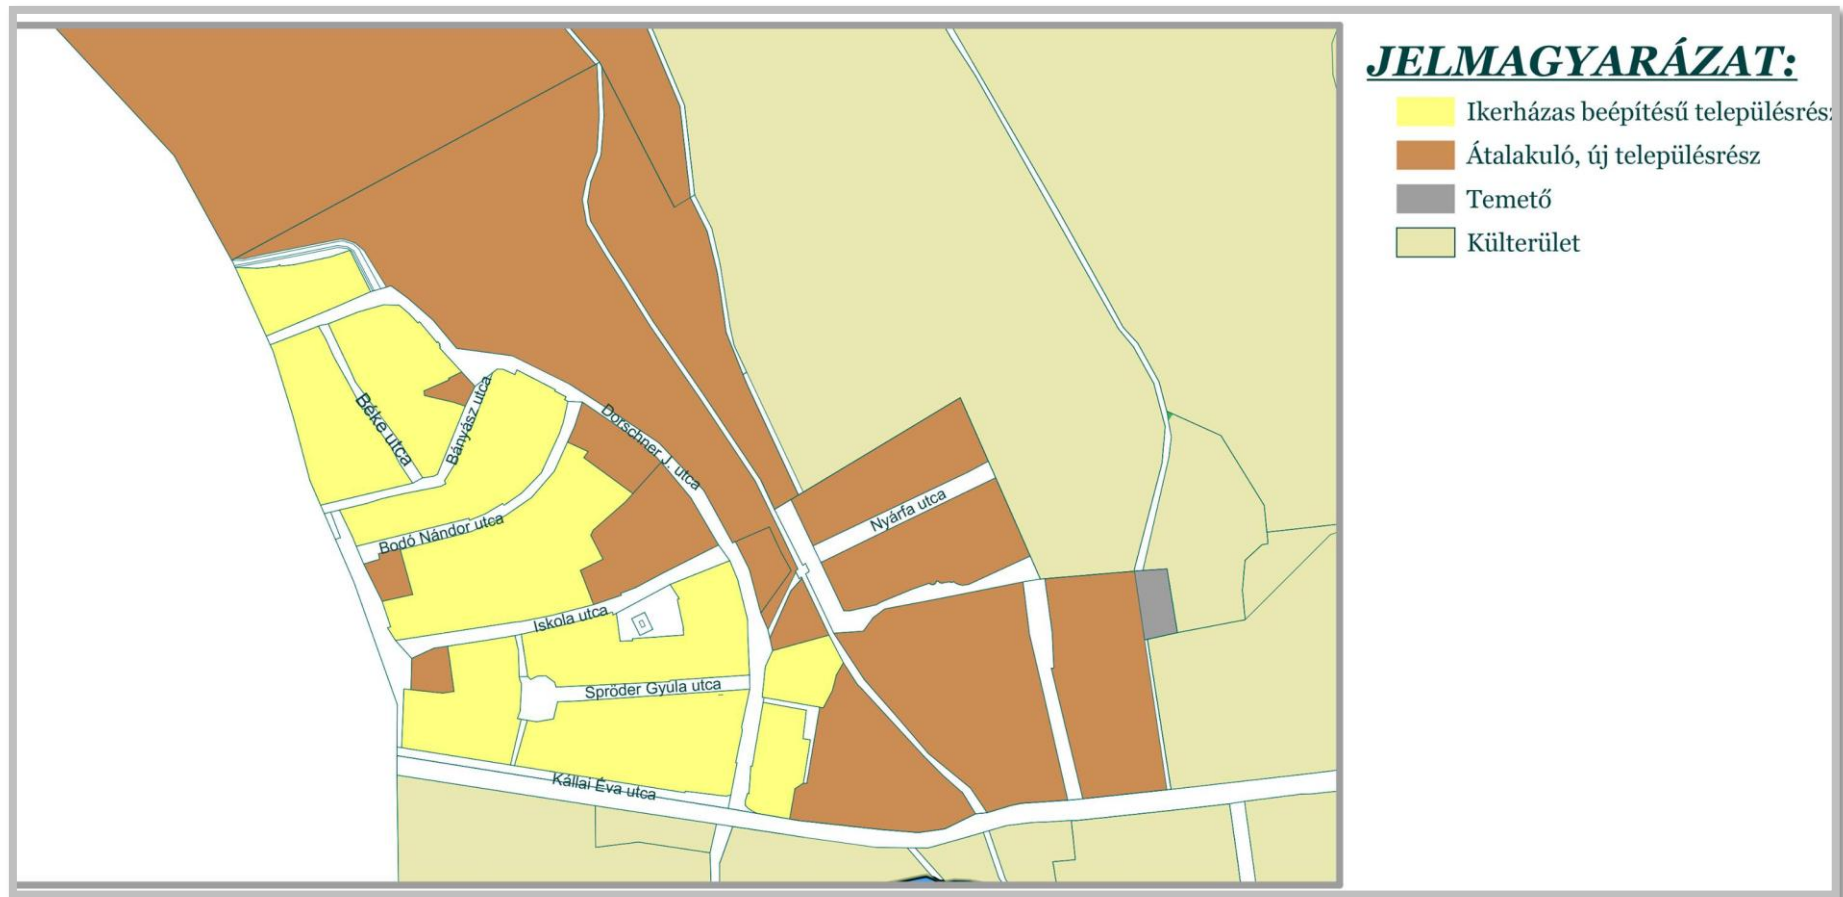 JELMAGYARÁZAT:
Ikerházas beépítésű településrész
Átalakuló, új településrész
Temető
Külterület
Béke utca
Bányász utca
Dorschner J. utca
Bodó Nándor utca
Nyárfa utca
Iskola utca
Spröder Gyula utca
Kállai Éva utca